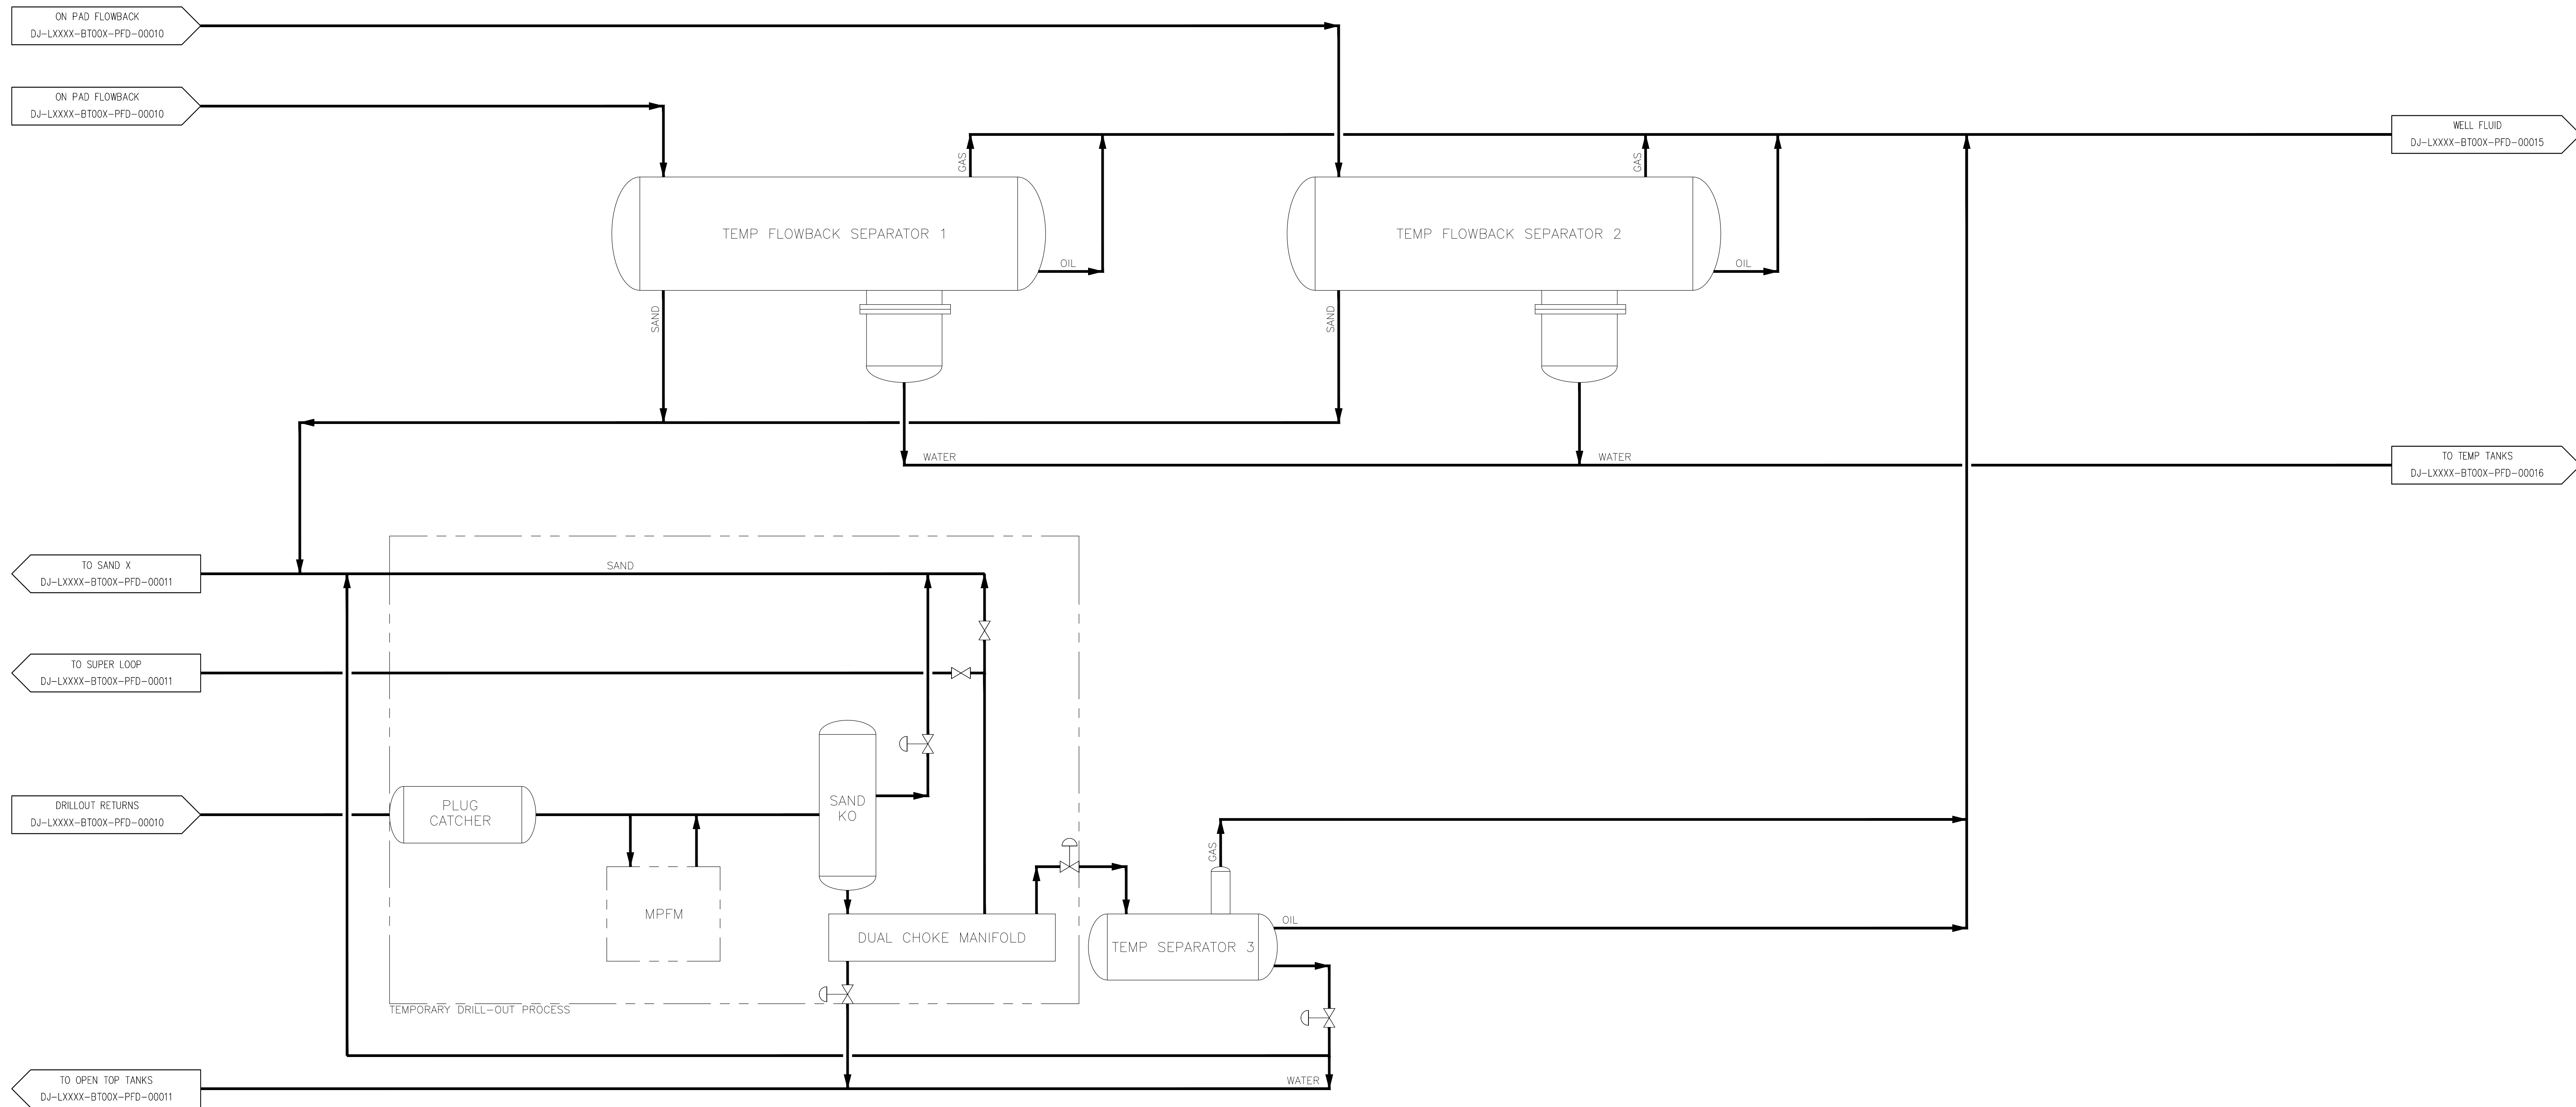 ON PAD FLOWBACK
DJ-LXXXX-BT00X-PFD-00010
ON PAD FLOWBACK
DJ-LXXXX-BT00X-PFD-00010
WELL FLUID
DJ-LXXXX-BT00X-PFD-00015
GAS
GAS
TEMP FLOWBACK SEPARATOR 1
TEMP FLOWBACK SEPARATOR 2
OIL
OIL
SAND
SAND
WATER
WATER
TO TEMP TANKS
DJ-LXXXX-BT00X-PFD-00016
TO SAND X
DJ-LXXXX-BT00X-PFD-00011
SAND
TO SUPER LOOP
DJ-LXXXX-BT00X-PFD-00011
DRILLOUT RETURNS
DJ-LXXXX-BT00X-PFD-00010
PLUG
CATCHER
SAND
KO
MPFM
DUAL CHOKE MANIFOLD
GAS
OIL
TEMP SEPARATOR 3
TEMPORARY DRILL-OUT PROCESS
WATER
TO OPEN TOP TANKS
DJ-LXXXX-BT00X-PFD-00011